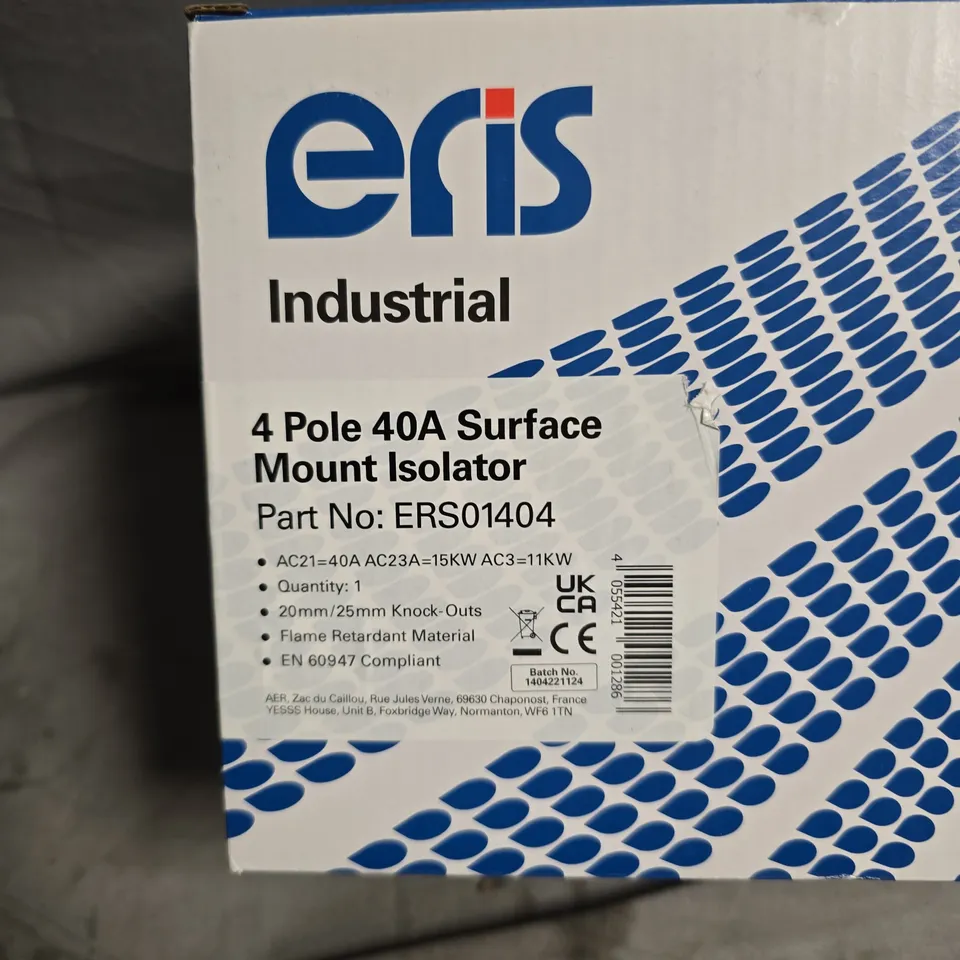 eris
Industrial
4 Pole 40A Surface
Mount Isolator
Part No: ERS01404
• AC21=40A AC23A=15KW AC3=11KW
• Quantity: 1
• 20mm/25mm Knock-Outs
• Flame Retardant Material
• EN 60947 Compliant
UK
CA
CE
Batch No.
1404221124
4 055421 001286
AER, Zac du Caillou, Rue Jules Verne, 69630 Chaponost, France
YESSS House, Unit B, Foxbridge Way, Normanton, WF6 1TN